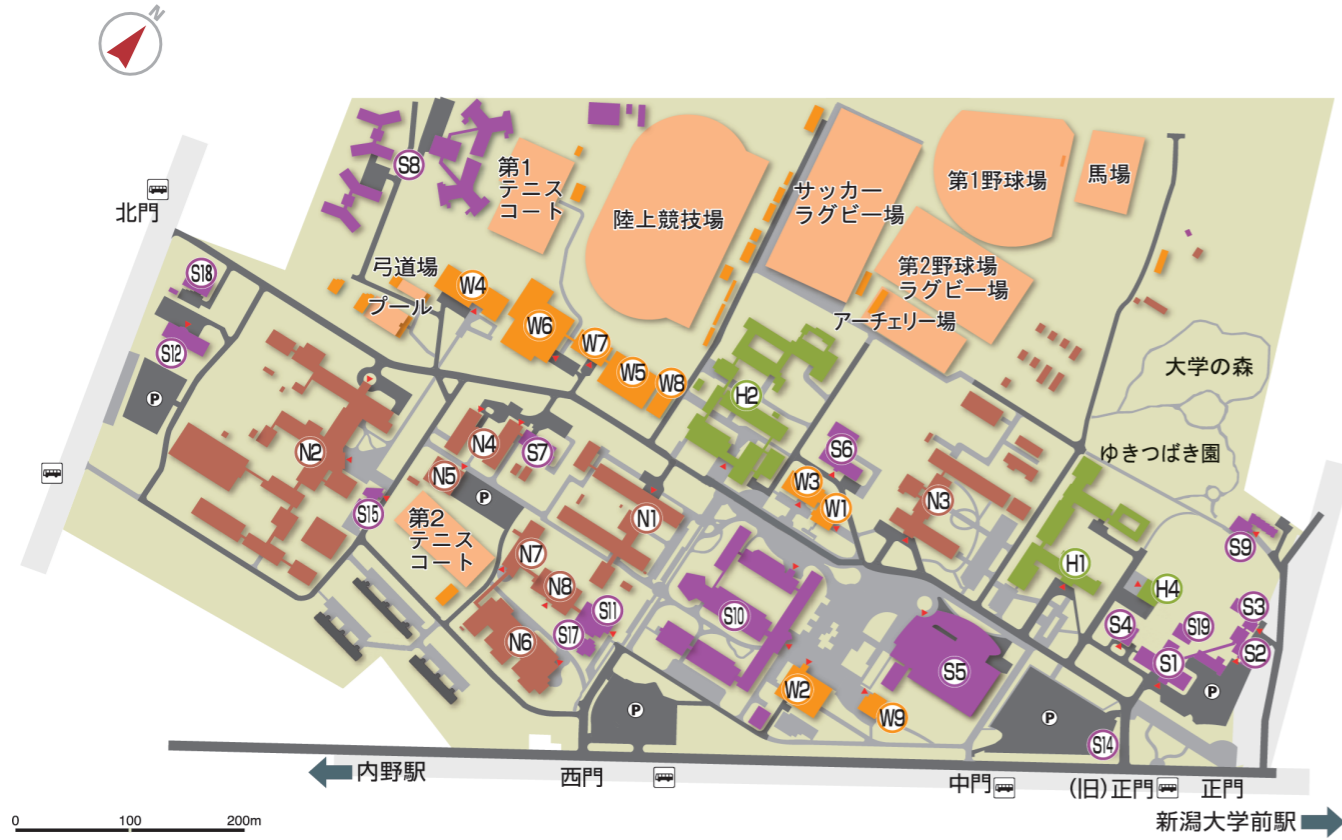 N
S8
第1
テニス
コート
陸上競技場
サッカー
ラグビー場
第1野球場
馬場
北門
S18
弓道場
プール
W4
W6
W7
W5
W8
第2野球場
ラグビー場
アーチェリー場
S12
P
H2
大学の森
ゆきつばき園
N2
N4
S7
N5
P
S6
W3
W1
N3
S15
第2
テニス
コート
N1
N7
N8
S11
S17
N6
S10
H1
H4
S9
S3
S4
S19
S2
S1
P
S5
W2
W9
P
P
S14
内野駅
西門
中門
(旧)正門
正門
新潟大学前駅
0
100
200m